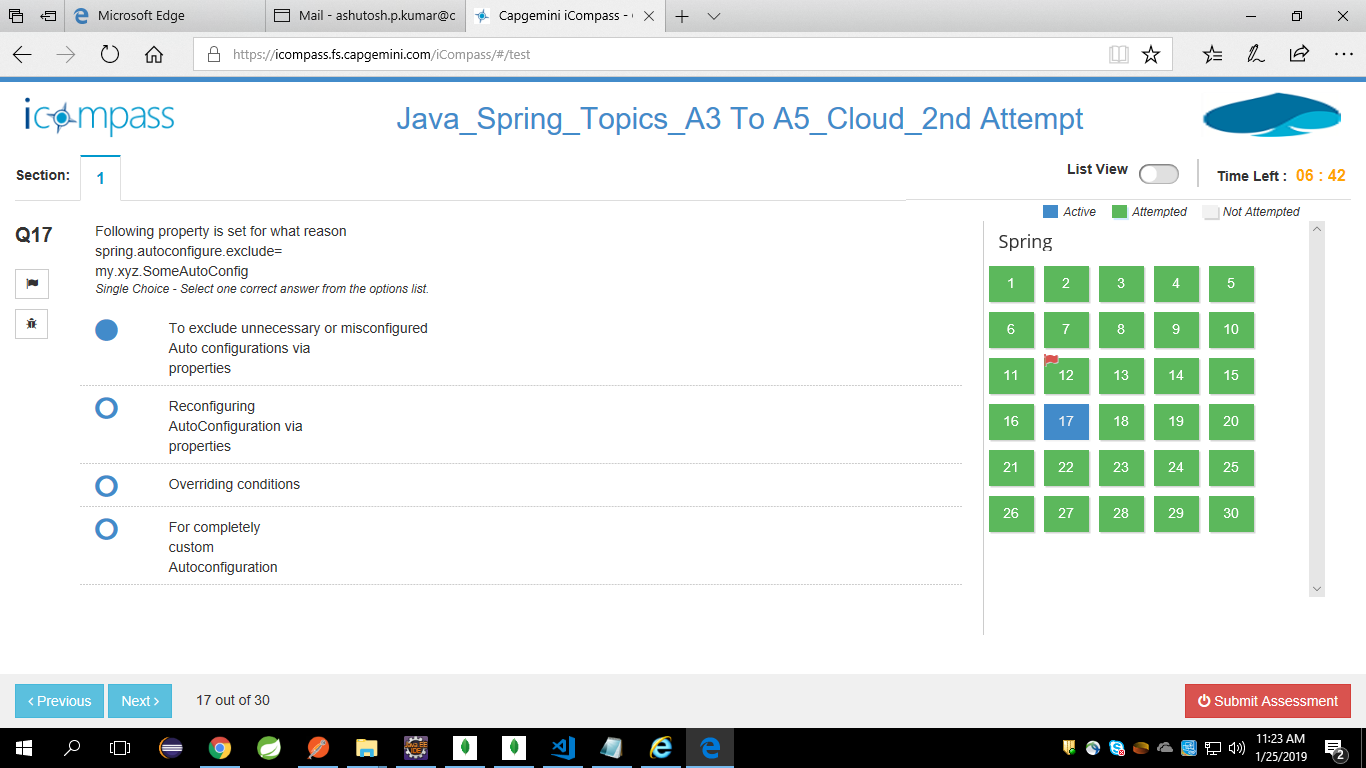 Microsoft Edge
Mail - ashutosh.p.kumar@c
Capgemini iCompass -
https://icompass.fs.capgemini.com/iCompass/#/test
icompass
Java_Spring_Topics_A3 To A5_Cloud_2nd Attempt
Section:
1
List View
Time Left : 06 : 42
Active Attempted Not Attempted
Q17
Following property is set for what reason
spring.autoconfigure.exclude=
my.xyz.SomeAutoConfig
Single Choice - Select one correct answer from the options list.
To exclude unnecessary or misconfigured
Auto configurations via
properties
Reconfiguring
AutoConfiguration via
properties
Overriding conditions
For completely
custom
Autoconfiguration
Spring
1 2 3 4 5
6 7 8 9 10
11 12 13 14 15
16 17 18 19 20
21 22 23 24 25
26 27 28 29 30
Previous
Next
17 out of 30
Submit Assessment
11:23 AM
1/25/2019
2